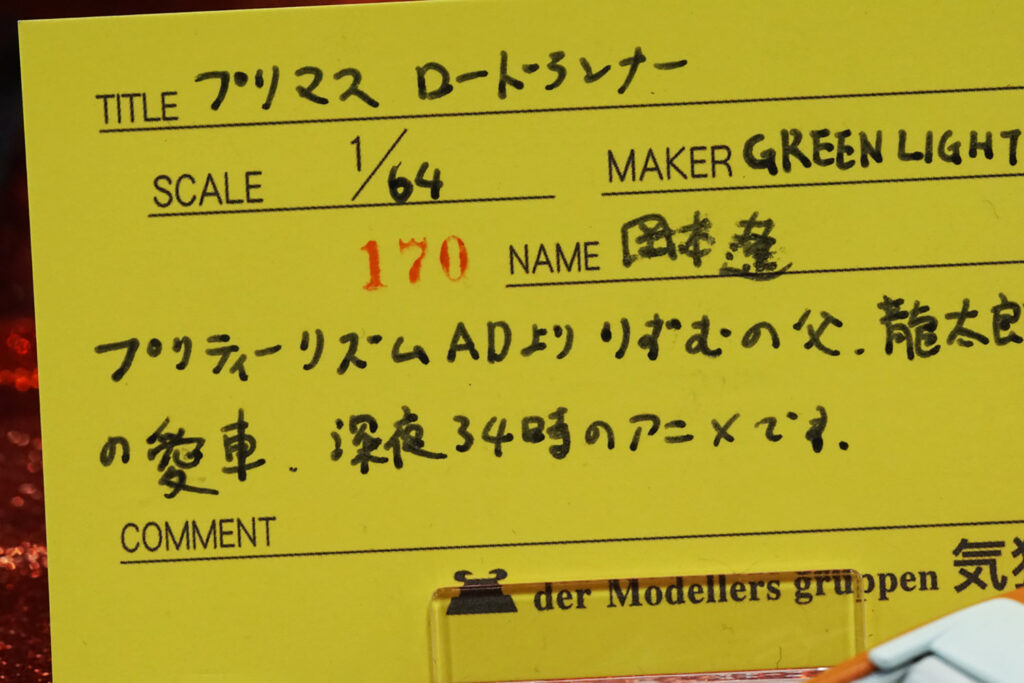 TITLE プリマス ロードランナー
SCALE 1/64 MAKER GREENLIGHT
170 NAME 岡本遼
プリティーリズムADより りずむの父.龍太郎
の愛車.深夜34時のアニメです.
COMMENT
der Modellers gruppen 気